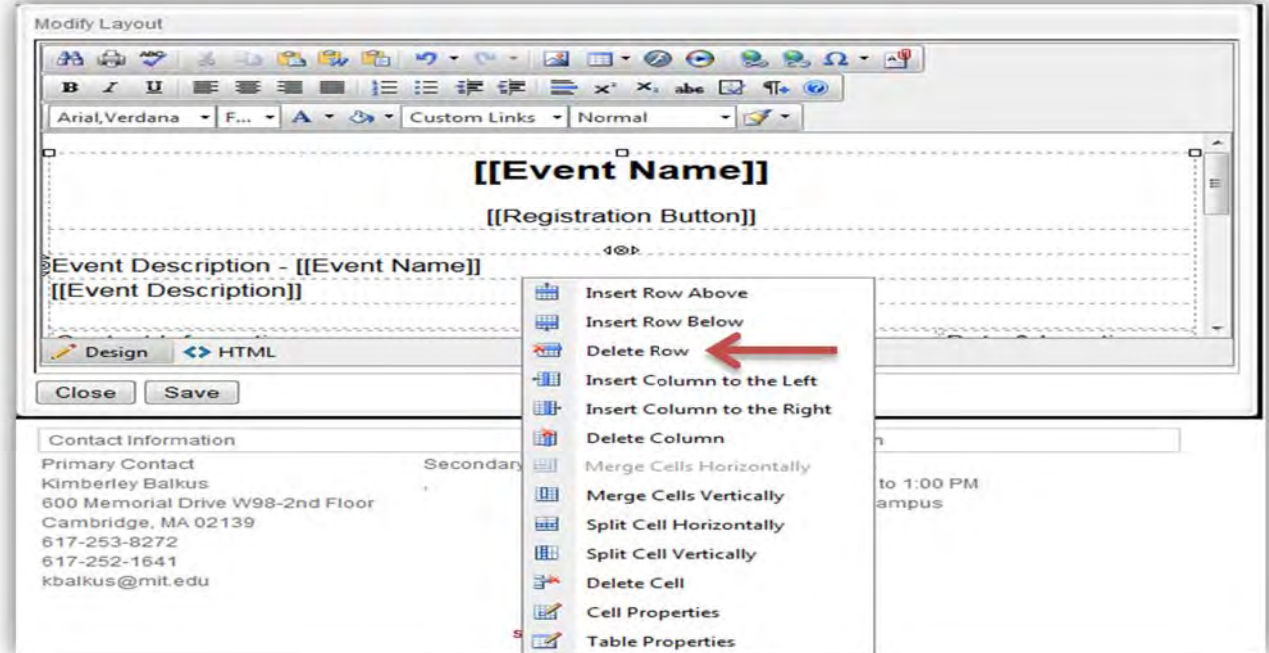 Modify Layout
ABC
Ω
B I U x² abc
Arial,Verdana F... A Custom Links Normal
[[Event Name]]
[[Registration Button]]
Event Description - [[Event Name]]
[[Event Description]]
Design <> HTML
Close Save
Insert Row Above
Insert Row Below
Delete Row
Insert Column to the Left
Insert Column to the Right
Delete Column
Merge Cells Horizontally
Merge Cells Vertically
Split Cell Horizontally
Split Cell Vertically
Delete Cell
Cell Properties
Table Properties
Contact Information
Primary Contact Secondary
Kimberley Balkus , to 1:00 PM
600 Memorial Drive W98-2nd Floor ampus
Cambridge, MA 02139
617-253-8272
617-252-1641
kbalkus@mit.edu